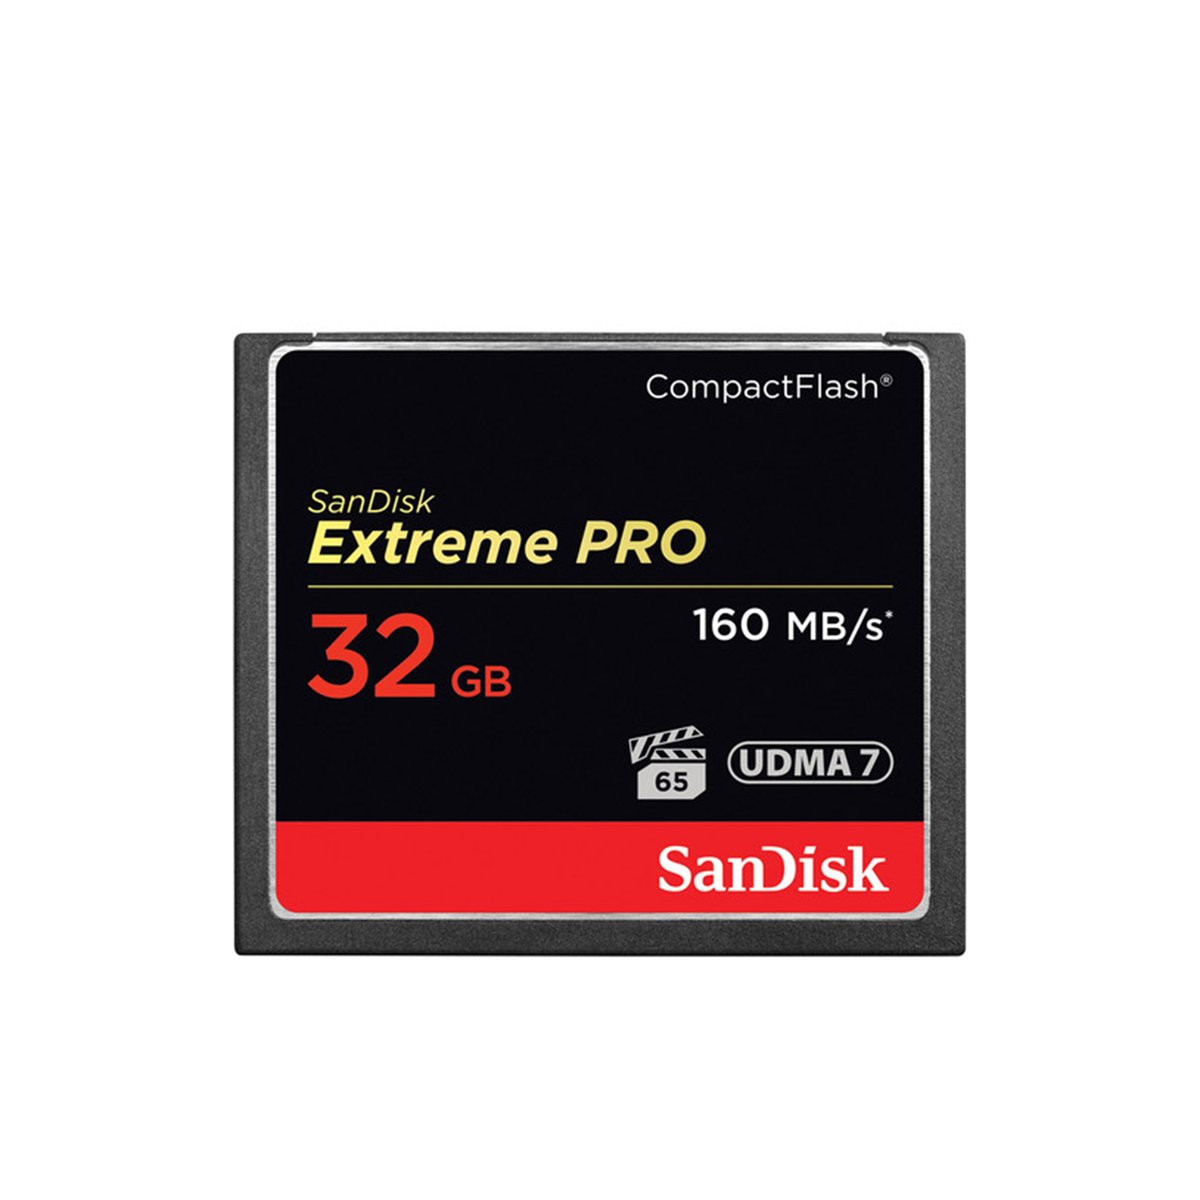 CompactFlash®
SanDisk
Extreme PRO
160 MB/s*
32 GB
65
UDMA 7
SanDisk